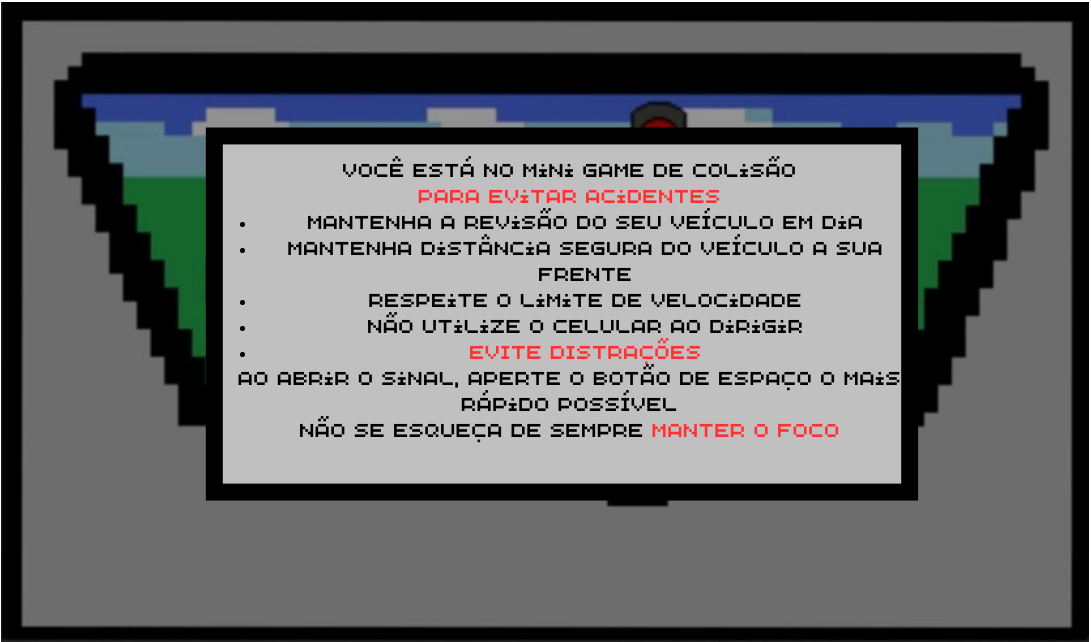 VOCÊ ESTÁ NO MiNi GAME DE COLiSÃO
PARA EViTAR ACiDENTES
• MANTENHA A REViSÃO DO SEU VEÍCULO EM DiA
• MANTENHA DiSTÂNCiA SEGURA DO VEÍCULO A SUA
FRENTE
• RESPEiTE O LiMiTE DE VELOCiDADE
• NÃO UTiLiZE O CELULAR AO DiRiGiR
• EVITE DISTRAÇÕES
AO ABRiR O SiNAL, APERTE O BOTÃO DE ESPAÇO O MAiS
RÁPiDO POSSÍVEL
NÃO SE ESQUEÇA DE SEMPRE MANTER O FOCO